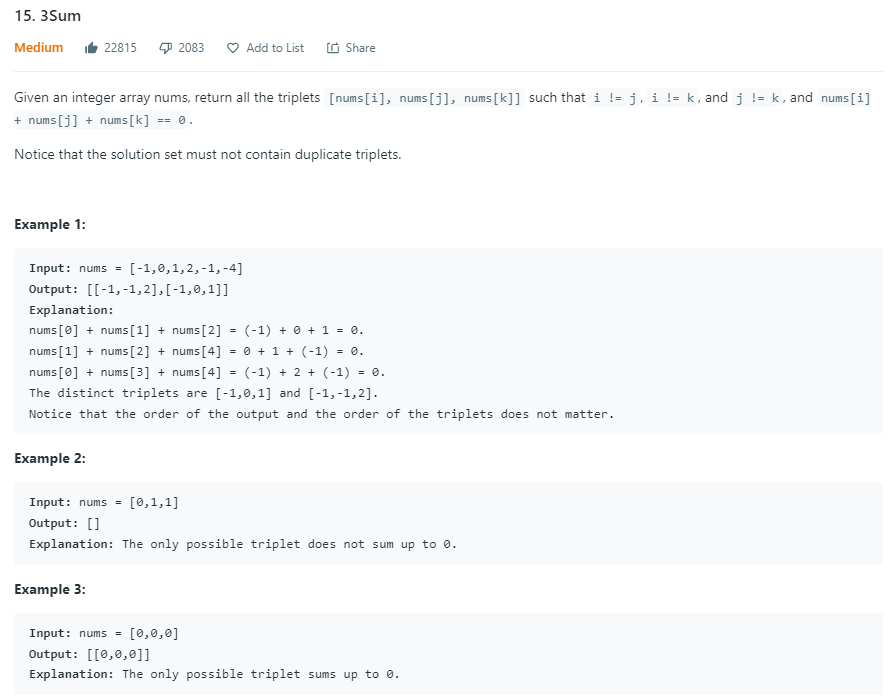 15. 3Sum
Medium 22815 2083 Add to List Share
Given an integer array nums, return all the triplets [nums[i], nums[j], nums[k]] such that i != j, i != k, and j != k, and nums[i]
+ nums[j] + nums[k] == 0.
Notice that the solution set must not contain duplicate triplets.
Example 1:
Input: nums = [-1,0,1,2,-1,-4]
Output: [[-1,-1,2],[-1,0,1]]
Explanation:
nums[0] + nums[1] + nums[2] = (-1) + 0 + 1 = 0.
nums[1] + nums[2] + nums[4] = 0 + 1 + (-1) = 0.
nums[0] + nums[3] + nums[4] = (-1) + 2 + (-1) = 0.
The distinct triplets are [-1,0,1] and [-1,-1,2].
Notice that the order of the output and the order of the triplets does not matter.
Example 2:
Input: nums = [0,1,1]
Output: []
Explanation: The only possible triplet does not sum up to 0.
Example 3:
Input: nums = [0,0,0]
Output: [[0,0,0]]
Explanation: The only possible triplet sums up to 0.